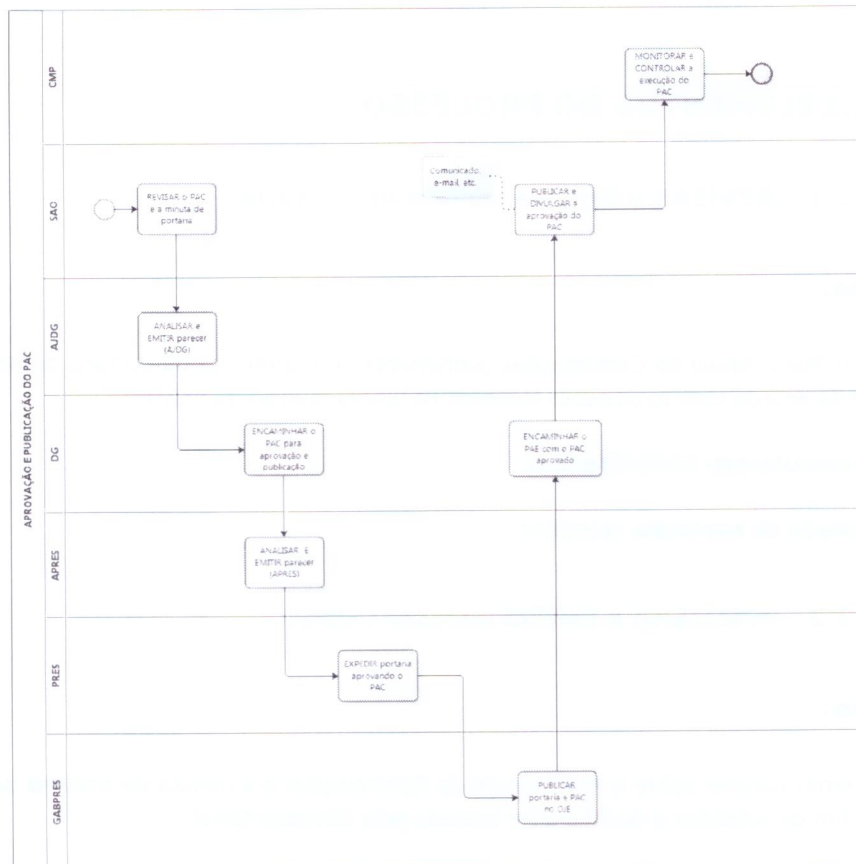 APROVAÇÃO E PUBLICAÇÃO DO PAC
CMP
MONITORAR e
CONTROLAR a
execução do
PAC
SAO
REVISAR o PAC
e a minuta de
portaria
comunicado,
e-mail, etc.
PUBLICAR e
DIVULGAR a
aprovação do
PAC
AJDG
ANALISAR e
EMITIR parecer
(AJDG)
DG
ENCAMINHAR o
PAC para
aprovação e
publicação
ENCAMINHAR o
PAE com o PAC
aprovado
APRES
ANALISAR e
EMITIR parecer
(APRES)
PRES
EXPEDIR portaria
aprovando o
PAC
GABPRES
PUBLICAR
portaria e PAC
no DJE